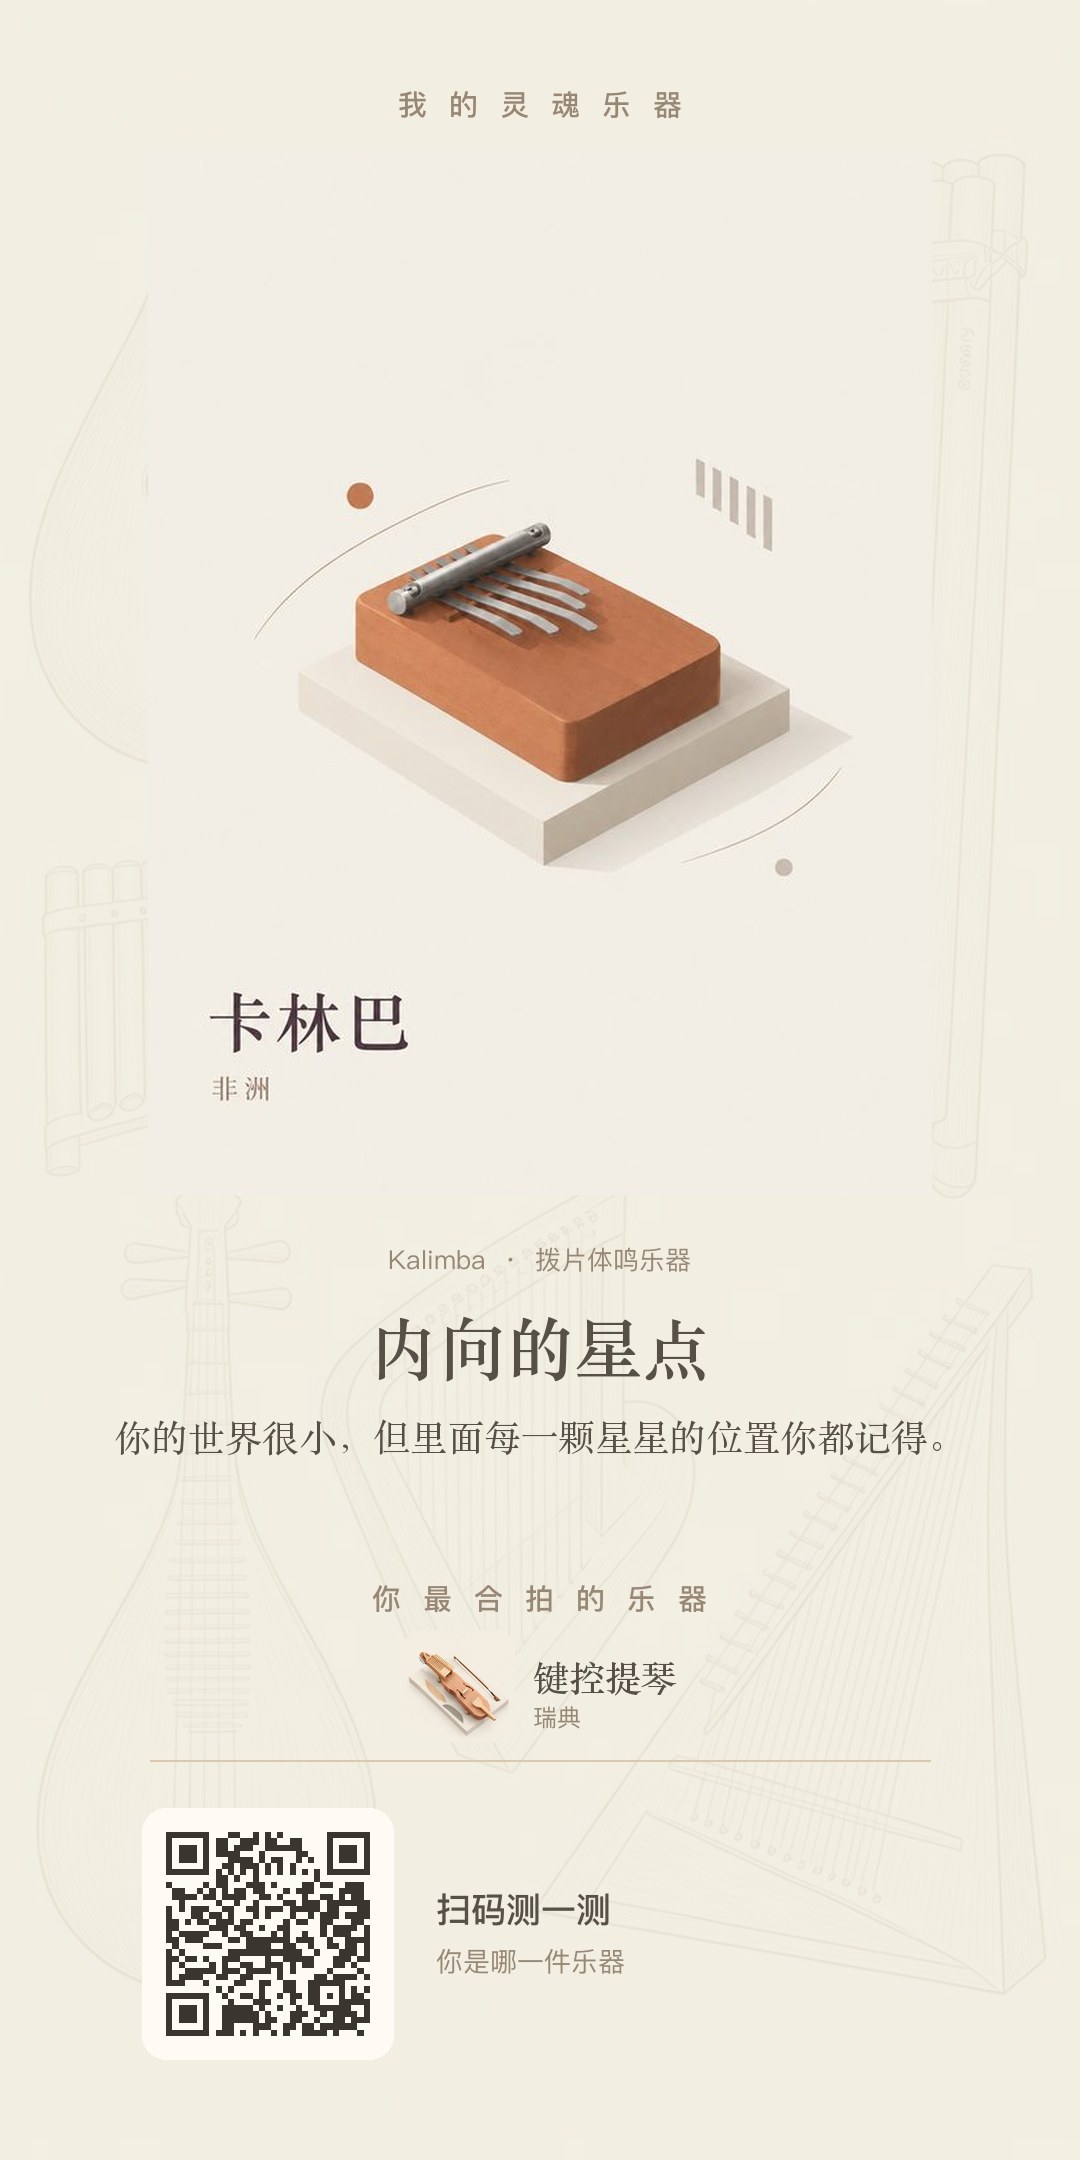 我的灵魂乐器
卡林巴
非洲
Kalimba · 拨片体鸣乐器
内向的星点
你的世界很小，但里面每一颗星星的位置你都记得。
你最合拍的乐器
键控提琴
瑞典
扫码测一测
你是哪一件乐器